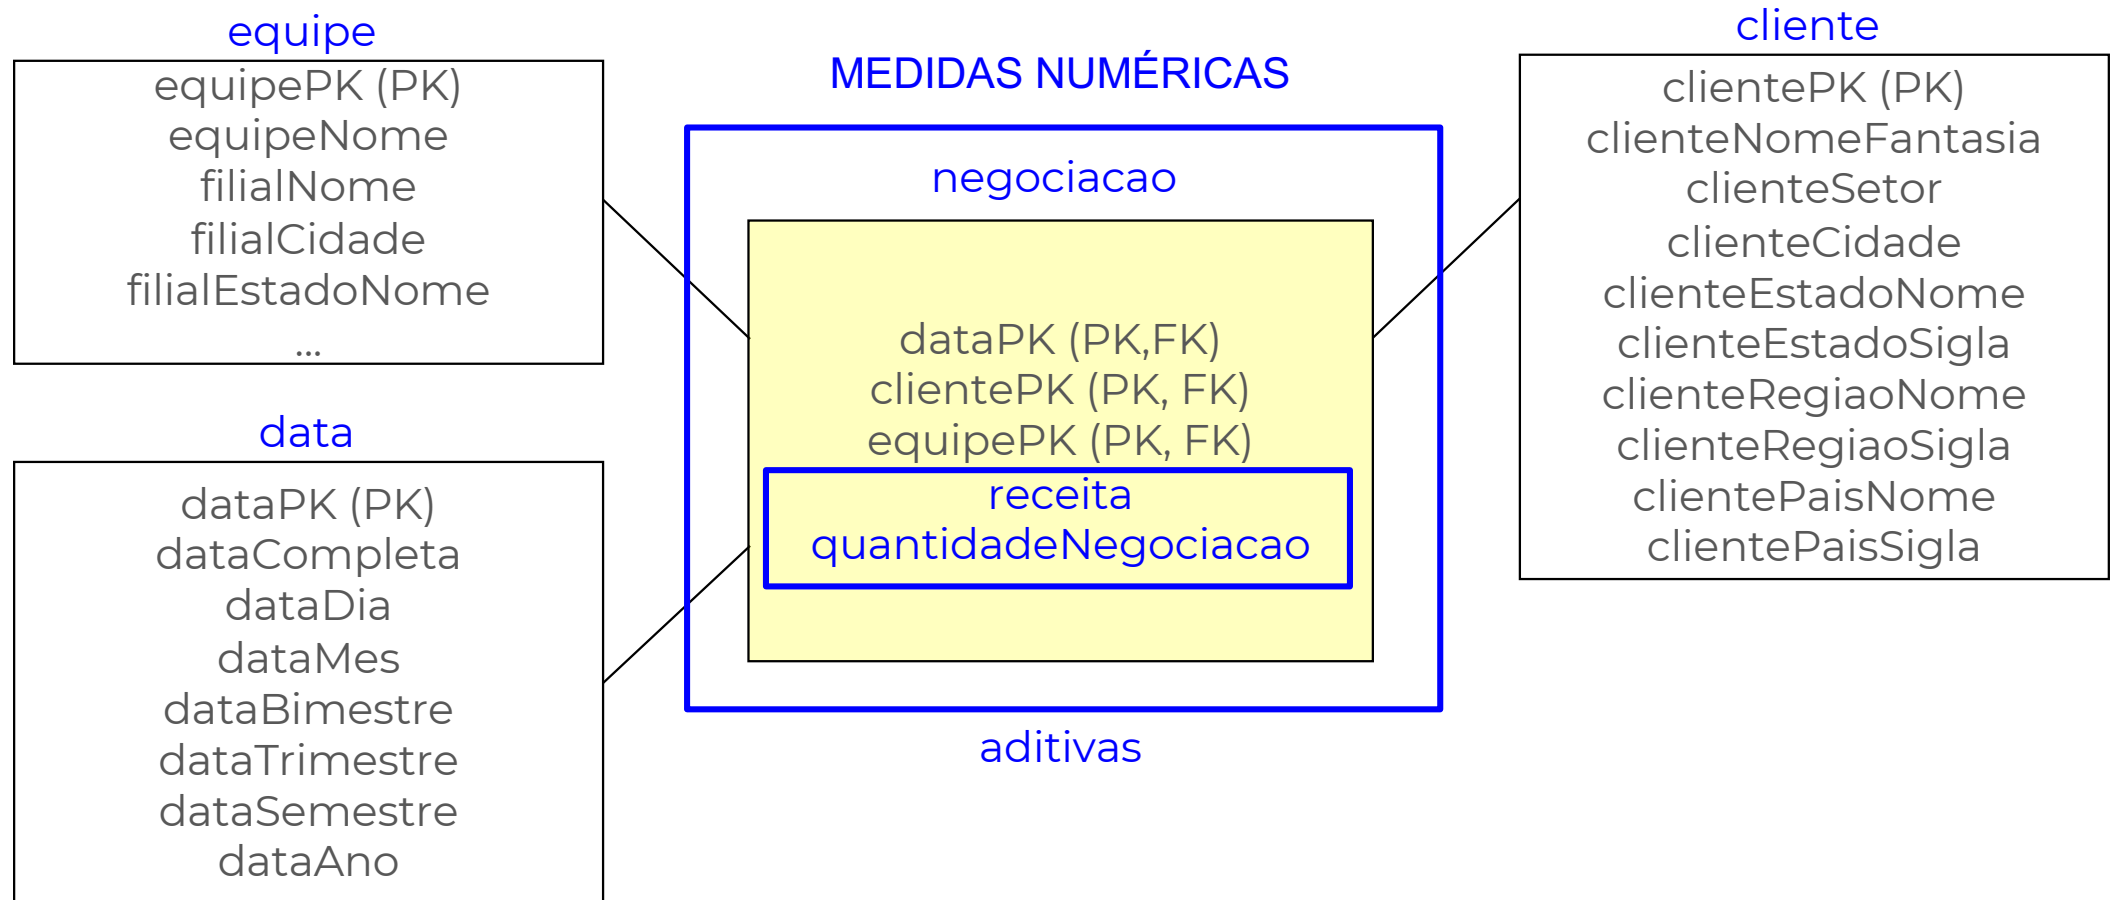 equipe
equipePK (PK)
equipeNome
filialNome
filialCidade
filialEstadoNome
...
data
dataPK (PK)
dataCompleta
dataDia
dataMes
dataBimestre
dataTrimestre
dataSemestre
dataAno
MEDIDAS NUMÉRICAS
negociacao
dataPK (PK,FK)
clientePK (PK, FK)
equipePK (PK, FK)
receita
quantidadeNegociacao
aditivas
cliente
clientePK (PK)
clienteNomeFantasia
clienteSetor
clienteCidade
clienteEstadoNome
clienteEstadoSigla
clienteRegiaoNome
clienteRegiaoSigla
clientePaisNome
clientePaisSigla